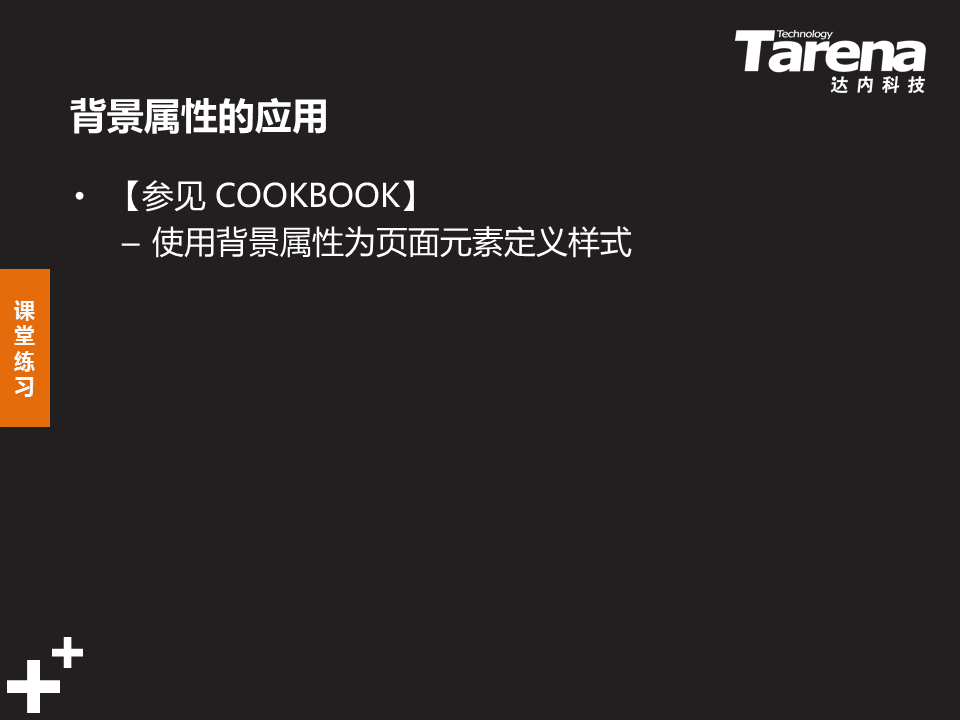 Technology
Tarena
达内科技
背景属性的应用
• 【参见 COOKBOOK】
– 使用背景属性为页面元素定义样式
课
堂
练
习